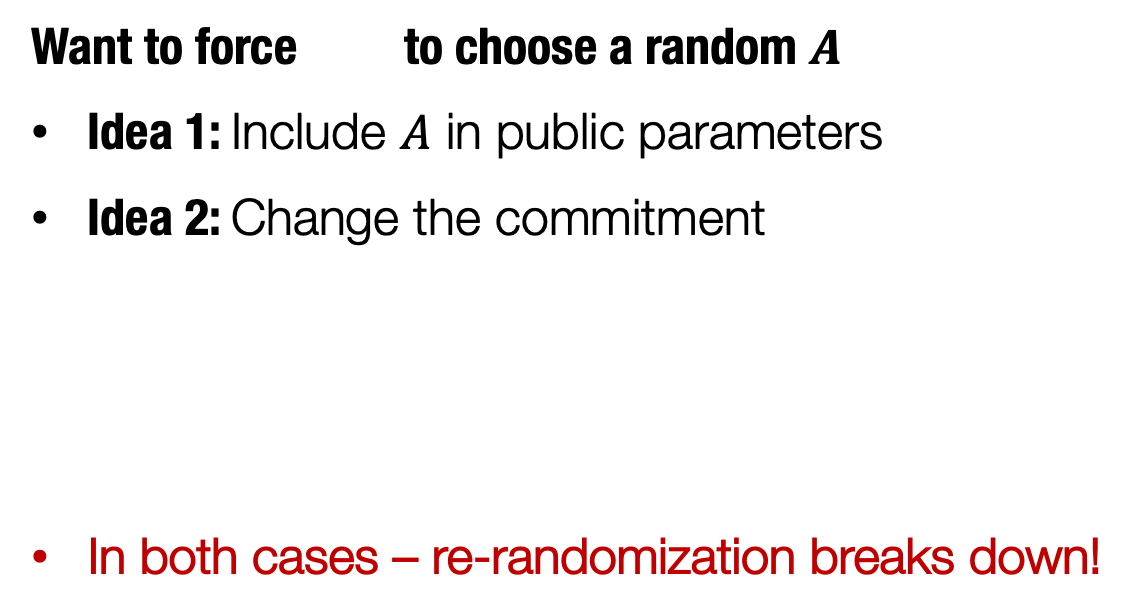 Want to force to choose a random A
• Idea 1: Include A in public parameters
• Idea 2: Change the commitment
• In both cases – re-randomization breaks down!